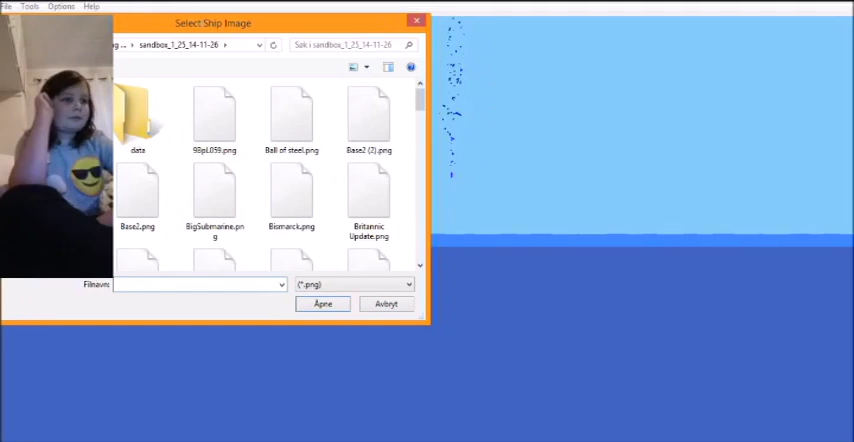 File Tools Options Help
Select Ship Image
ng ... ▸ sandbox_1_25_14-11-26 ▸
Søk i sandbox_1_25_14-11-26
data
9BpL059.png
Ball of steel.png
Base2 (2).png
Base2.png
BigSubmarine.pn
g
Bismarck.png
Britannic
Update.png
Filnavn:
(*.png)
Åpne
Avbryt